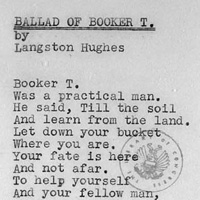 BALLAD OF BOOKER T.
by
Langston Hughes
Booker T.
Was a practical man.
He said, Till the soil
And learn from the land.
Let down your bucket
Where you are.
Your fate is here
And not afar.
To help yourself
And your fellow man,